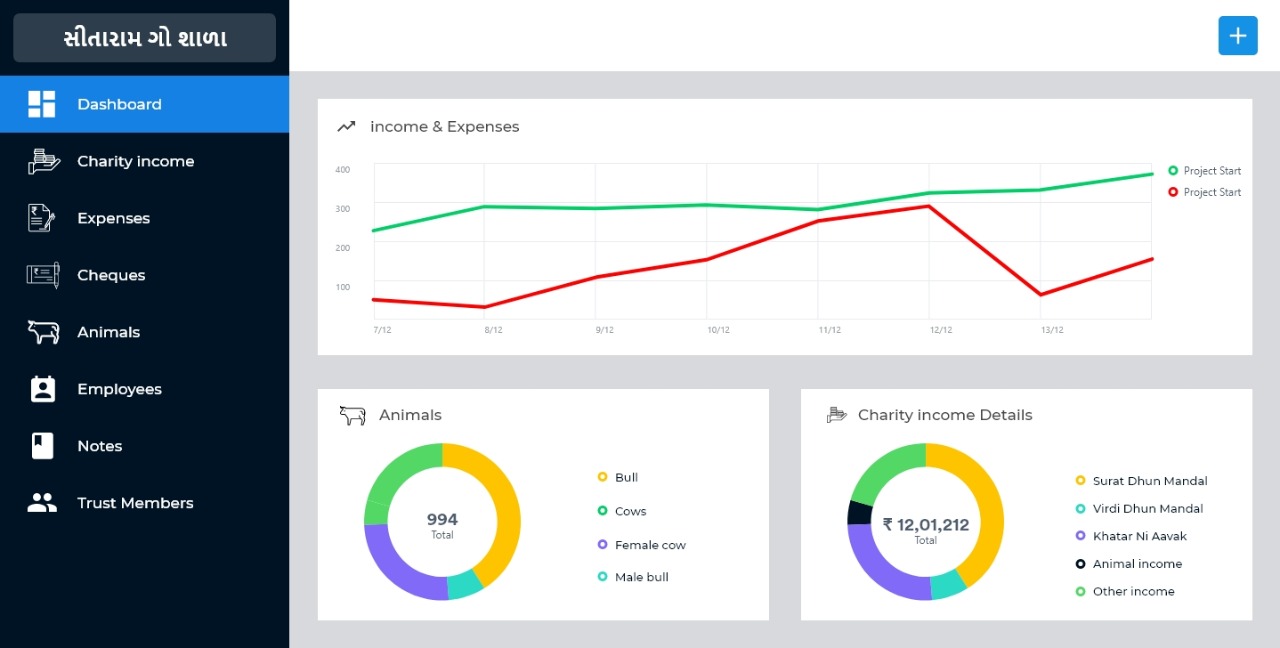 સીતારામ ગો શાળા
Dashboard
Charity income
Expenses
Cheques
Animals
Employees
Notes
Trust Members
income & Expenses
400
300
200
100
7/12
8/12
9/12
10/12
11/12
12/12
13/12
Project Start
Project Start
Animals
994
Total
Bull
Cows
Female cow
Male bull
Charity income Details
₹ 12,01,212
Total
Surat Dhun Mandal
Virdi Dhun Mandal
Khatar Ni Aavak
Animal income
Other income